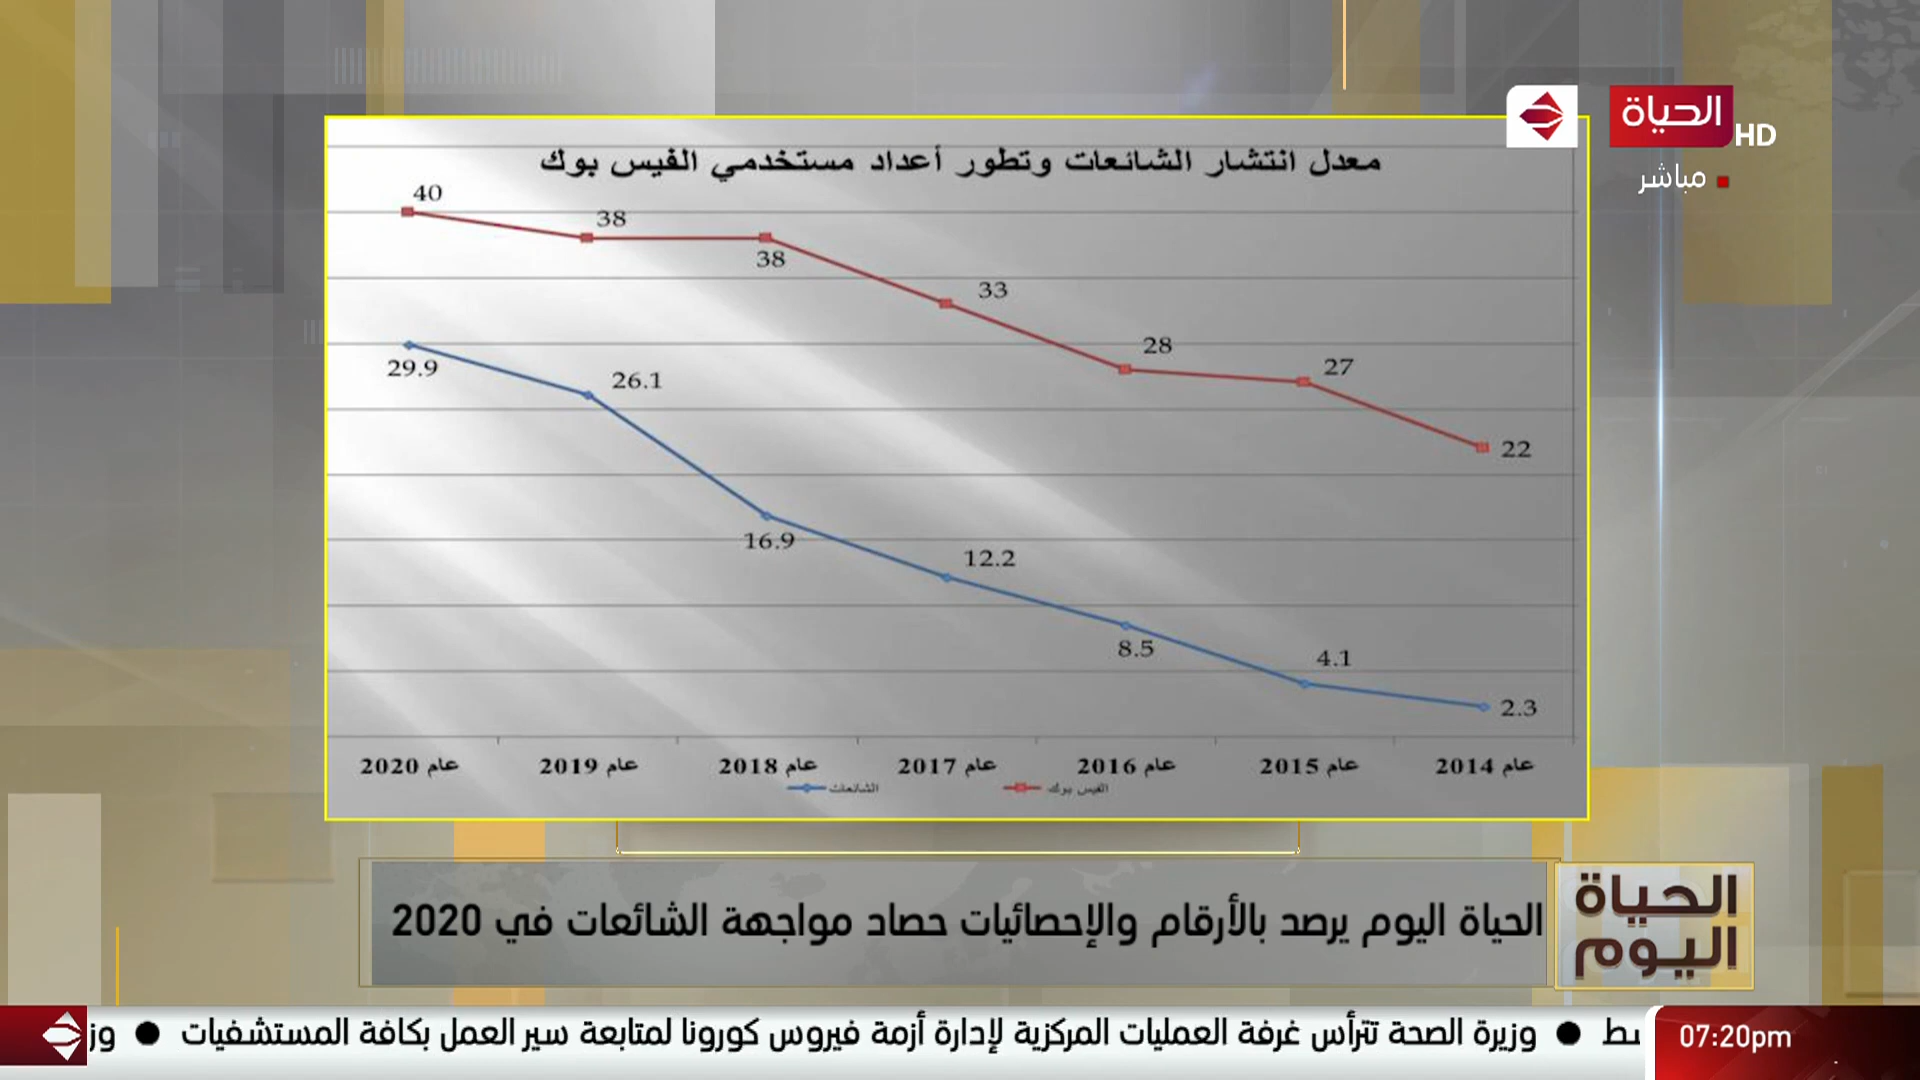 الحياة HD
مباشر
معدل انتشار الشائعات وتطور أعداد مستخدمي الفيس بوك
40
38
38
33
28
27
22
29.9
26.1
16.9
12.2
8.5
4.1
2.3
عام 2014
عام 2015
عام 2016
عام 2017
عام 2018
عام 2019
عام 2020
الفيس بوك
الشائعات
الحياة اليوم
الحياة اليوم يرصد بالأرقام والإحصائيات حصاد مواجهة الشائعات في 2020
07:20pm
وزيرة الصحة تترأس غرفة العمليات المركزية لإدارة أزمة فيروس كورونا لمتابعة سير العمل بكافة المستشفيات ●